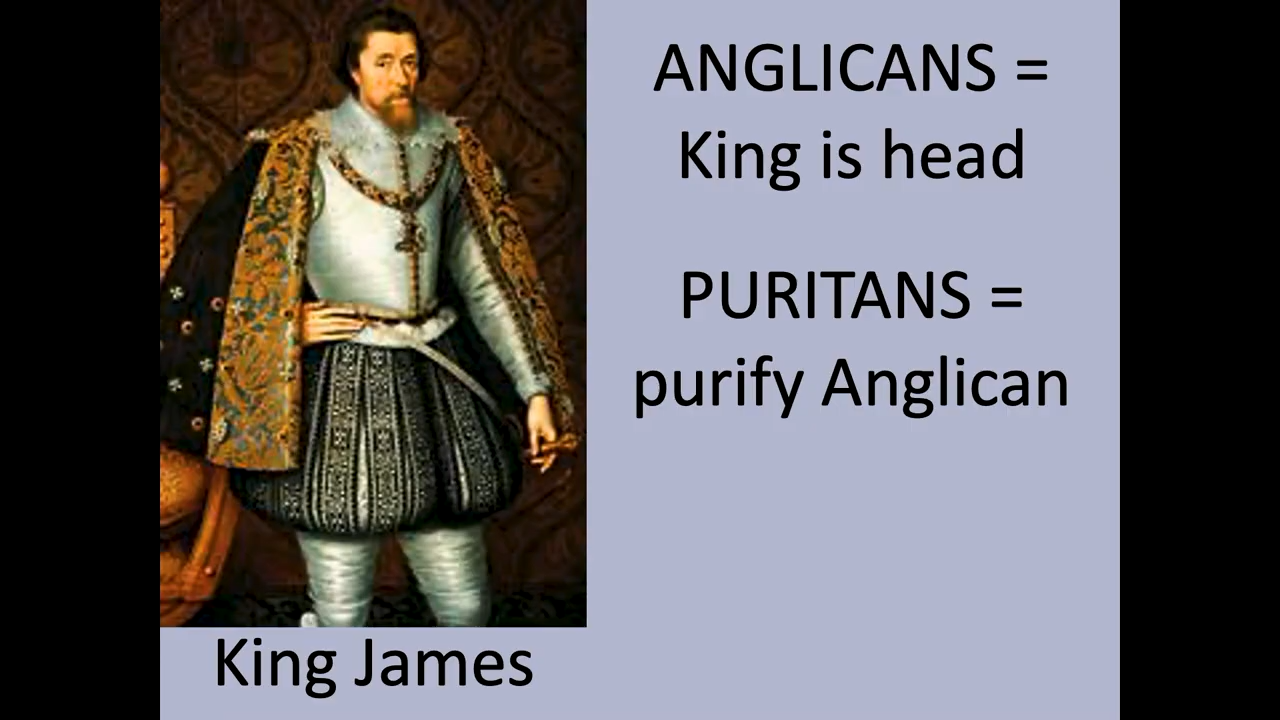 ANGLICANS =
King is head
PURITANS =
purify Anglican
King James